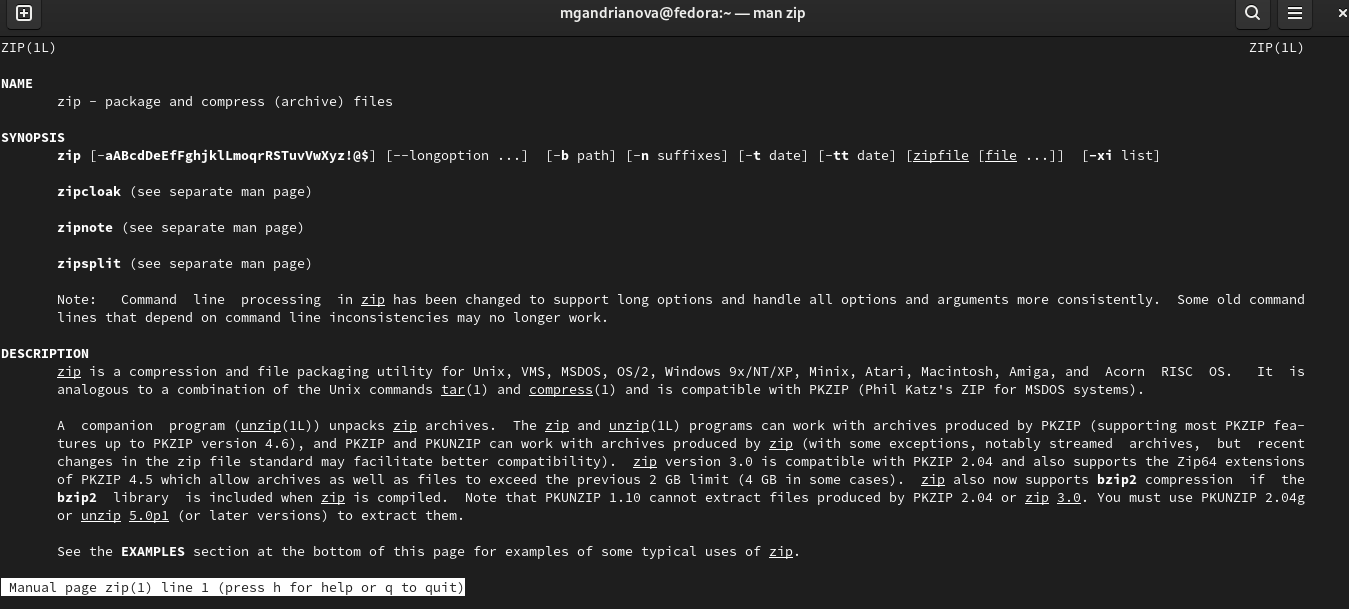 mgandrianova@fedora:~ — man zip
ZIP(1L) ZIP(1L)
NAME
zip - package and compress (archive) files
SYNOPSIS
zip [-aABcdDeEfFghjklLmoqrRSTuvVwXyz!@$] [--longoption ...] [-b path] [-n suffixes] [-t date] [-tt date] [zipfile [file ...]] [-xi list]
zipcloak (see separate man page)
zipnote (see separate man page)
zipsplit (see separate man page)
Note: Command line processing in zip has been changed to support long options and handle all options and arguments more consistently. Some old command
lines that depend on command line inconsistencies may no longer work.
DESCRIPTION
zip is a compression and file packaging utility for Unix, VMS, MSDOS, OS/2, Windows 9x/NT/XP, Minix, Atari, Macintosh, Amiga, and Acorn RISC OS. It is
analogous to a combination of the Unix commands tar(1) and compress(1) and is compatible with PKZIP (Phil Katz's ZIP for MSDOS systems).
A companion program (unzip(1L)) unpacks zip archives. The zip and unzip(1L) programs can work with archives produced by PKZIP (supporting most PKZIP fea-
tures up to PKZIP version 4.6), and PKZIP and PKUNZIP can work with archives produced by zip (with some exceptions, notably streamed archives, but recent
changes in the zip file standard may facilitate better compatibility). zip version 3.0 is compatible with PKZIP 2.04 and also supports the Zip64 extensions
of PKZIP 4.5 which allow archives as well as files to exceed the previous 2 GB limit (4 GB in some cases). zip also now supports bzip2 compression if the
bzip2 library is included when zip is compiled. Note that PKUNZIP 1.10 cannot extract files produced by PKZIP 2.04 or zip 3.0. You must use PKUNZIP 2.04g
or unzip 5.0p1 (or later versions) to extract them.
See the EXAMPLES section at the bottom of this page for examples of some typical uses of zip.
Manual page zip(1) line 1 (press h for help or q to quit)